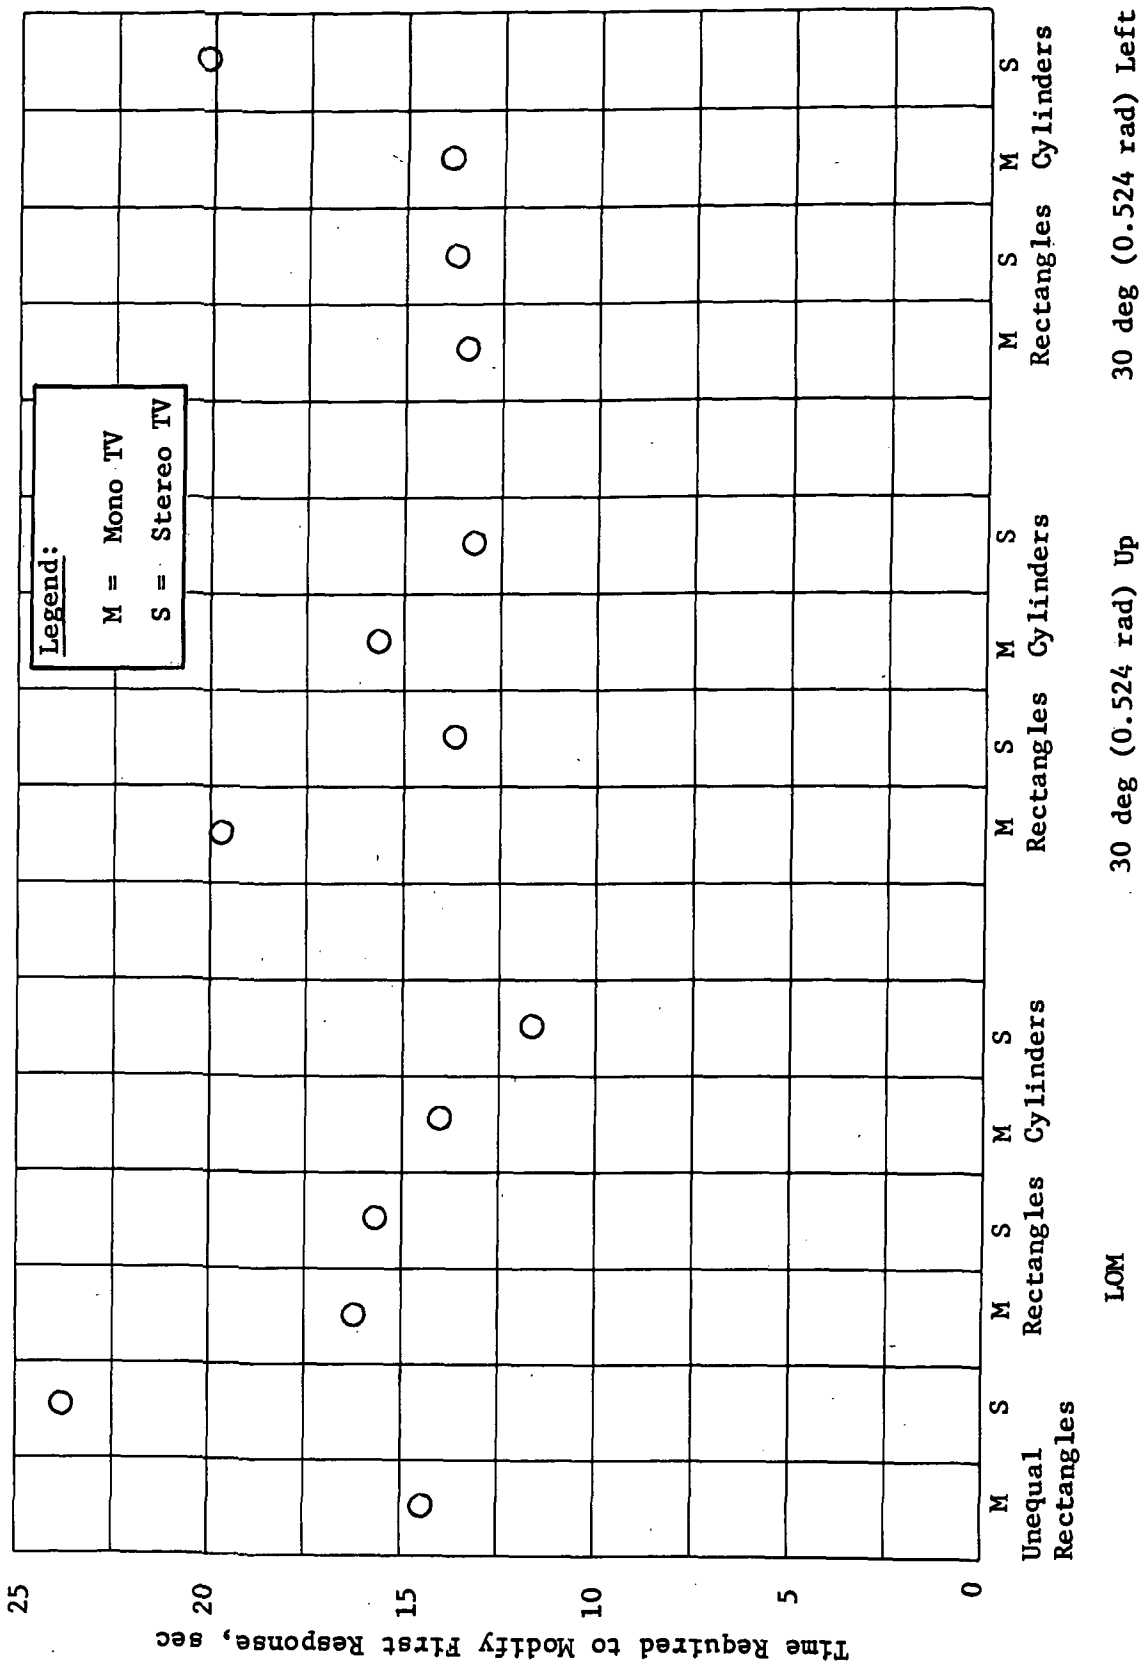 Legend:
M = Mono TV
S = Stereo TV
Time Required to Modify First Response, sec
25
20
15
10
5
0
M S M S M S M S M S M S M S
Unequal Rectangles Cylinders Rectangles Cylinders Rectangles Cylinders
Rectangles
LOM 30 deg (0.524 rad) Up 30 deg (0.524 rad) Left